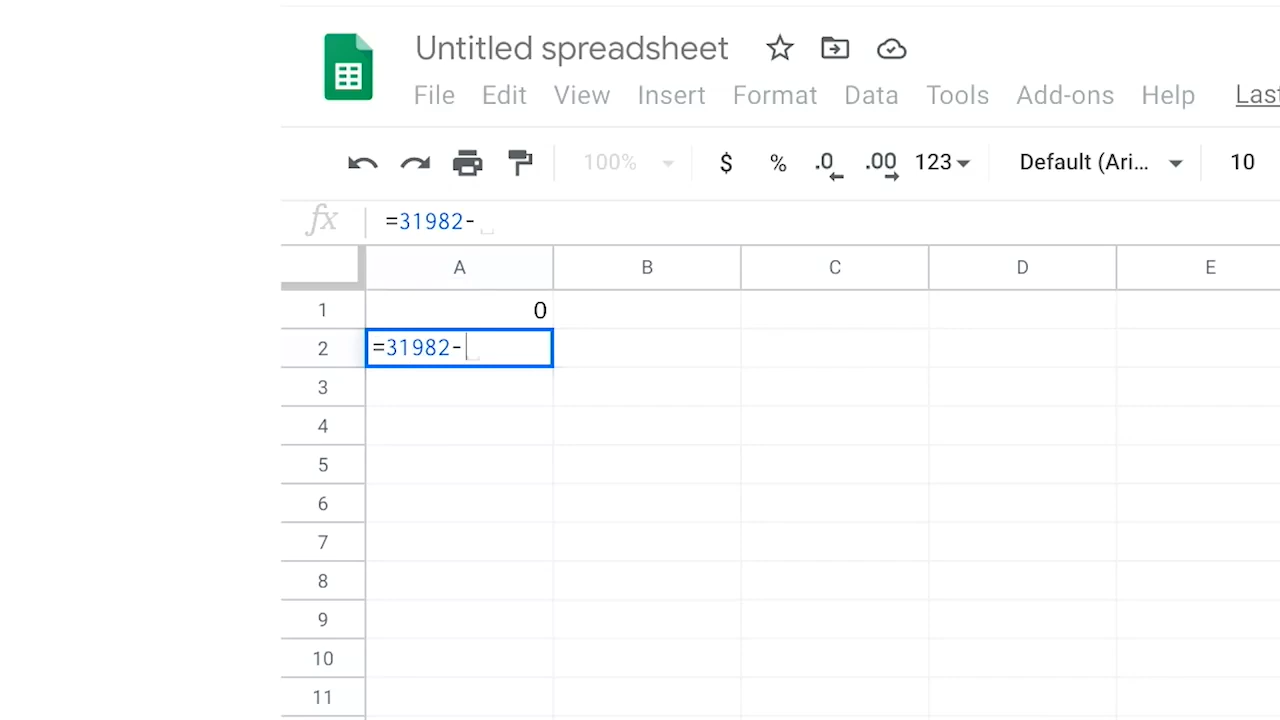 Untitled spreadsheet
File Edit View Insert Format Data Tools Add-ons Help Last
100% $ % .0 .00 123 Default (Ari... 10
fx =31982-
A B C D E
1 0
2 =31982-
3
4
5
6
7
8
9
10
11